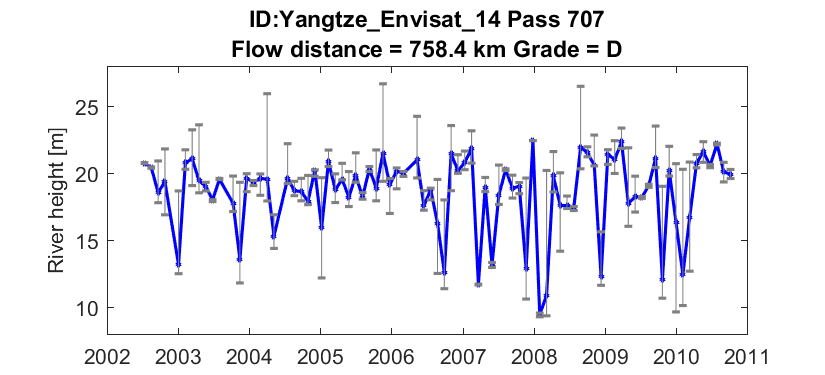 ID:Yangtze_Envisat_14 Pass 707
Flow distance = 758.4 km Grade = D
River height [m]
25
20
15
10
2002 2003 2004 2005 2006 2007 2008 2009 2010 2011